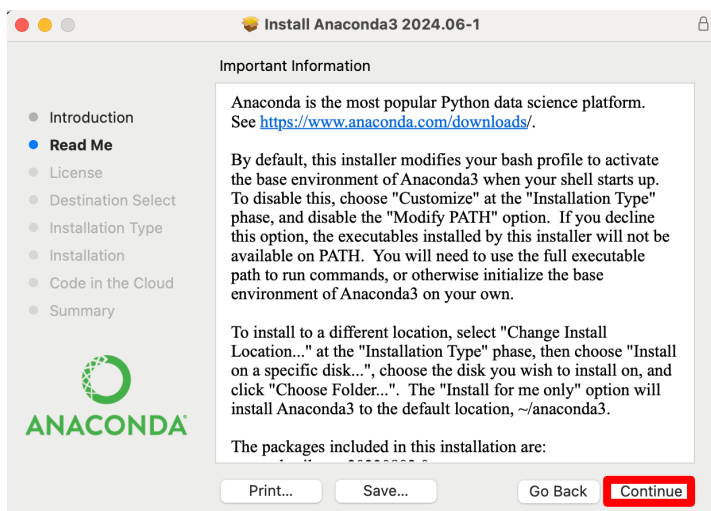 Install Anaconda3 2024.06-1
Important Information
Introduction
Read Me
License
Destination Select
Installation Type
Installation
Code in the Cloud
Summary
ANACONDA
Anaconda is the most popular Python data science platform.
See https://www.anaconda.com/downloads/.
By default, this installer modifies your bash profile to activate
the base environment of Anaconda3 when your shell starts up.
To disable this, choose "Customize" at the "Installation Type"
phase, and disable the "Modify PATH" option.  If you decline
this option, the executables installed by this installer will not be
available on PATH.  You will need to use the full executable
path to run commands, or otherwise initialize the base
environment of Anaconda3 on your own.
To install to a different location, select "Change Install
Location..." at the "Installation Type" phase, then choose "Install
on a specific disk...", choose the disk you wish to install on, and
click "Choose Folder...".  The "Install for me only" option will
install Anaconda3 to the default location, ~/anaconda3.
The packages included in this installation are:
Print...
Save...
Go Back
Continue